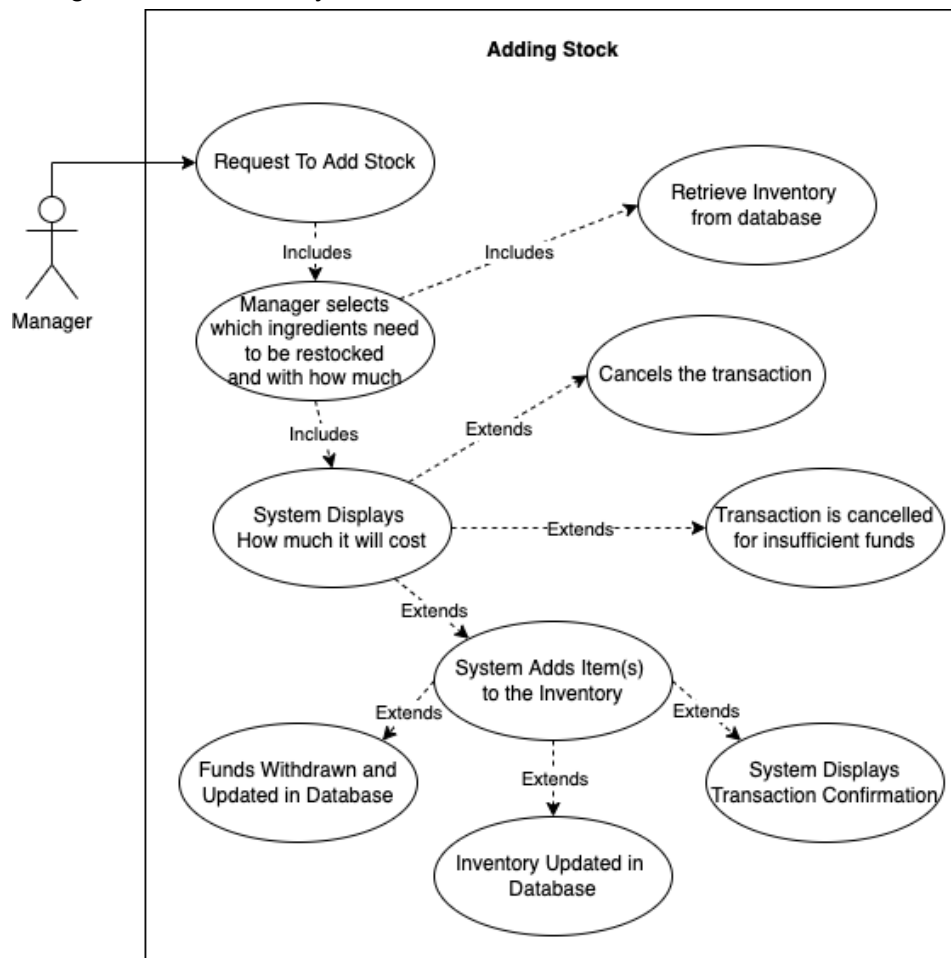 Adding Stock
Request To Add Stock
Retrieve Inventory
from database
Includes
Includes
Manager
Manager selects
which ingredients need
to be restocked
and with how much
Cancels the transaction
Includes
Extends
System Displays
How much it will cost
Extends
Transaction is cancelled
for insufficient funds
Extends
System Adds Item(s)
to the Inventory
Extends
Extends
Funds Withdrawn and
Updated in Database
Extends
System Displays
Transaction Confirmation
Inventory Updated in
Database